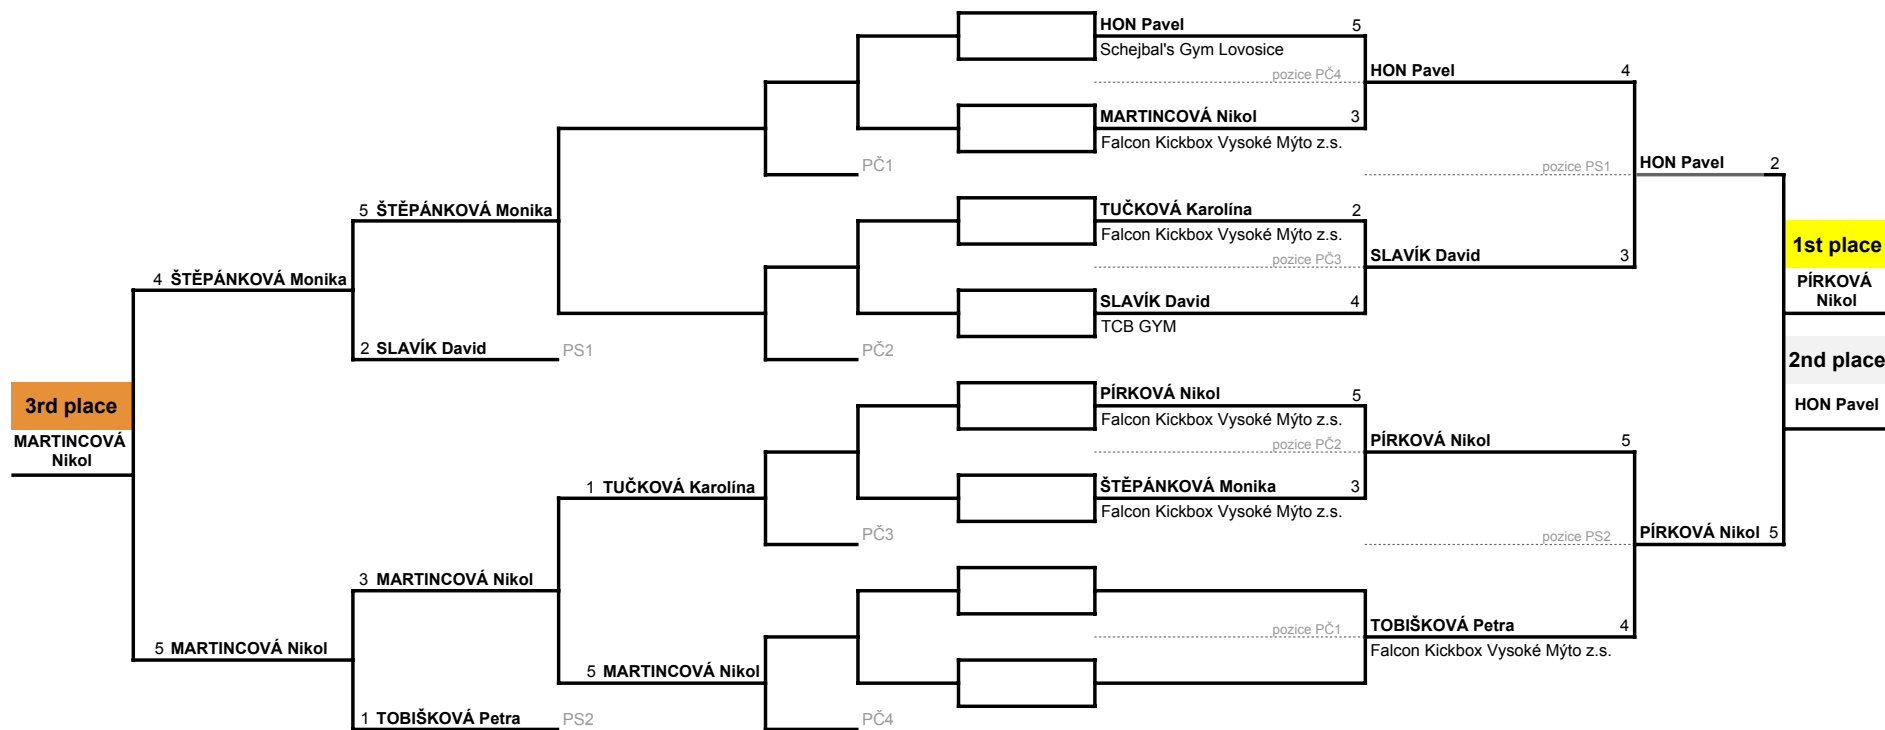 HON Pavel 5
Schejbal's Gym Lovosice
pozice PČ4
HON Pavel 4
MARTINCOVÁ Nikol 3
Falcon Kickbox Vysoké Mýto z.s.
PČ1
pozice PS1
HON Pavel 2
5 ŠTĚPÁNKOVÁ Monika
TUČKOVÁ Karolína 2
Falcon Kickbox Vysoké Mýto z.s.
pozice PČ3
SLAVÍK David 3
1st place
PÍRKOVÁ
Nikol
4 ŠTĚPÁNKOVÁ Monika
SLAVÍK David 4
TCB GYM
2 SLAVÍK David
PS1
PČ2
2nd place
HON Pavel
3rd place
MARTINCOVÁ
Nikol
PÍRKOVÁ Nikol 5
Falcon Kickbox Vysoké Mýto z.s.
pozice PČ2
PÍRKOVÁ Nikol 5
1 TUČKOVÁ Karolína
ŠTĚPÁNKOVÁ Monika 3
Falcon Kickbox Vysoké Mýto z.s.
PČ3
pozice PS2
PÍRKOVÁ Nikol 5
3 MARTINCOVÁ Nikol
pozice PČ1
TOBIŠKOVÁ Petra 4
Falcon Kickbox Vysoké Mýto z.s.
5 MARTINCOVÁ Nikol
5 MARTINCOVÁ Nikol
1 TOBIŠKOVÁ Petra
PS2
PČ4